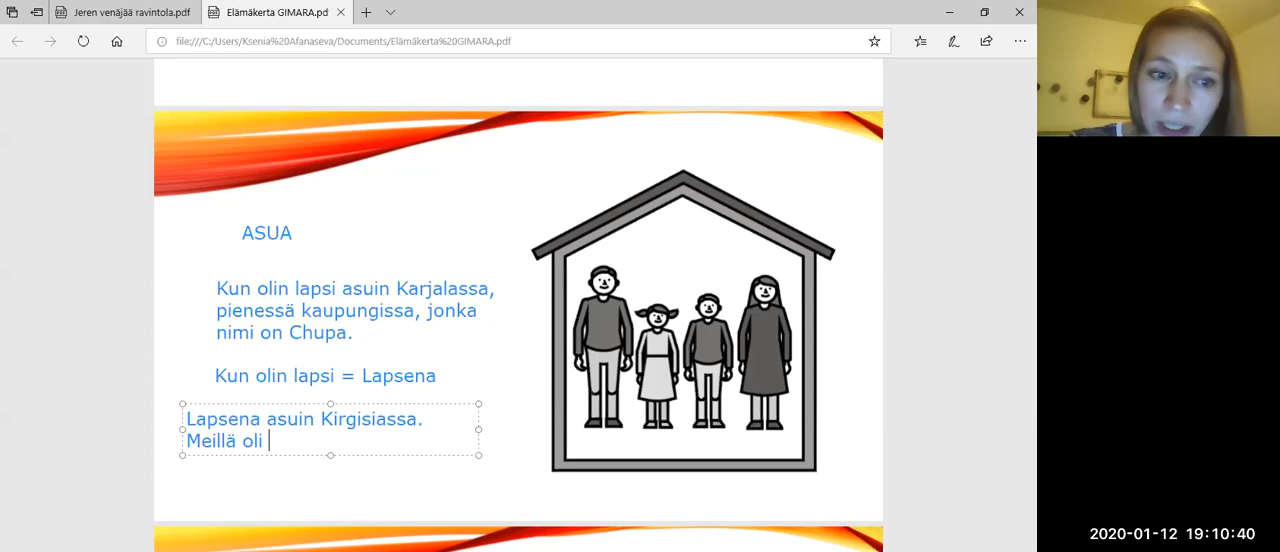 Jeren venäjää ravintola.pdf
Elämäkerta GIMARA.pd
file:///C:/Users/Ksenia%20Afanaseva/Documents/Elämäkerta%20GIMARA.pdf
ASUA
Kun olin lapsi asuin Karjalassa,
pienessä kaupungissa, jonka
nimi on Chupa.
Kun olin lapsi = Lapsena
Lapsena asuin Kirgisiassa.
Meillä oli
2020-01-12 19:10:40